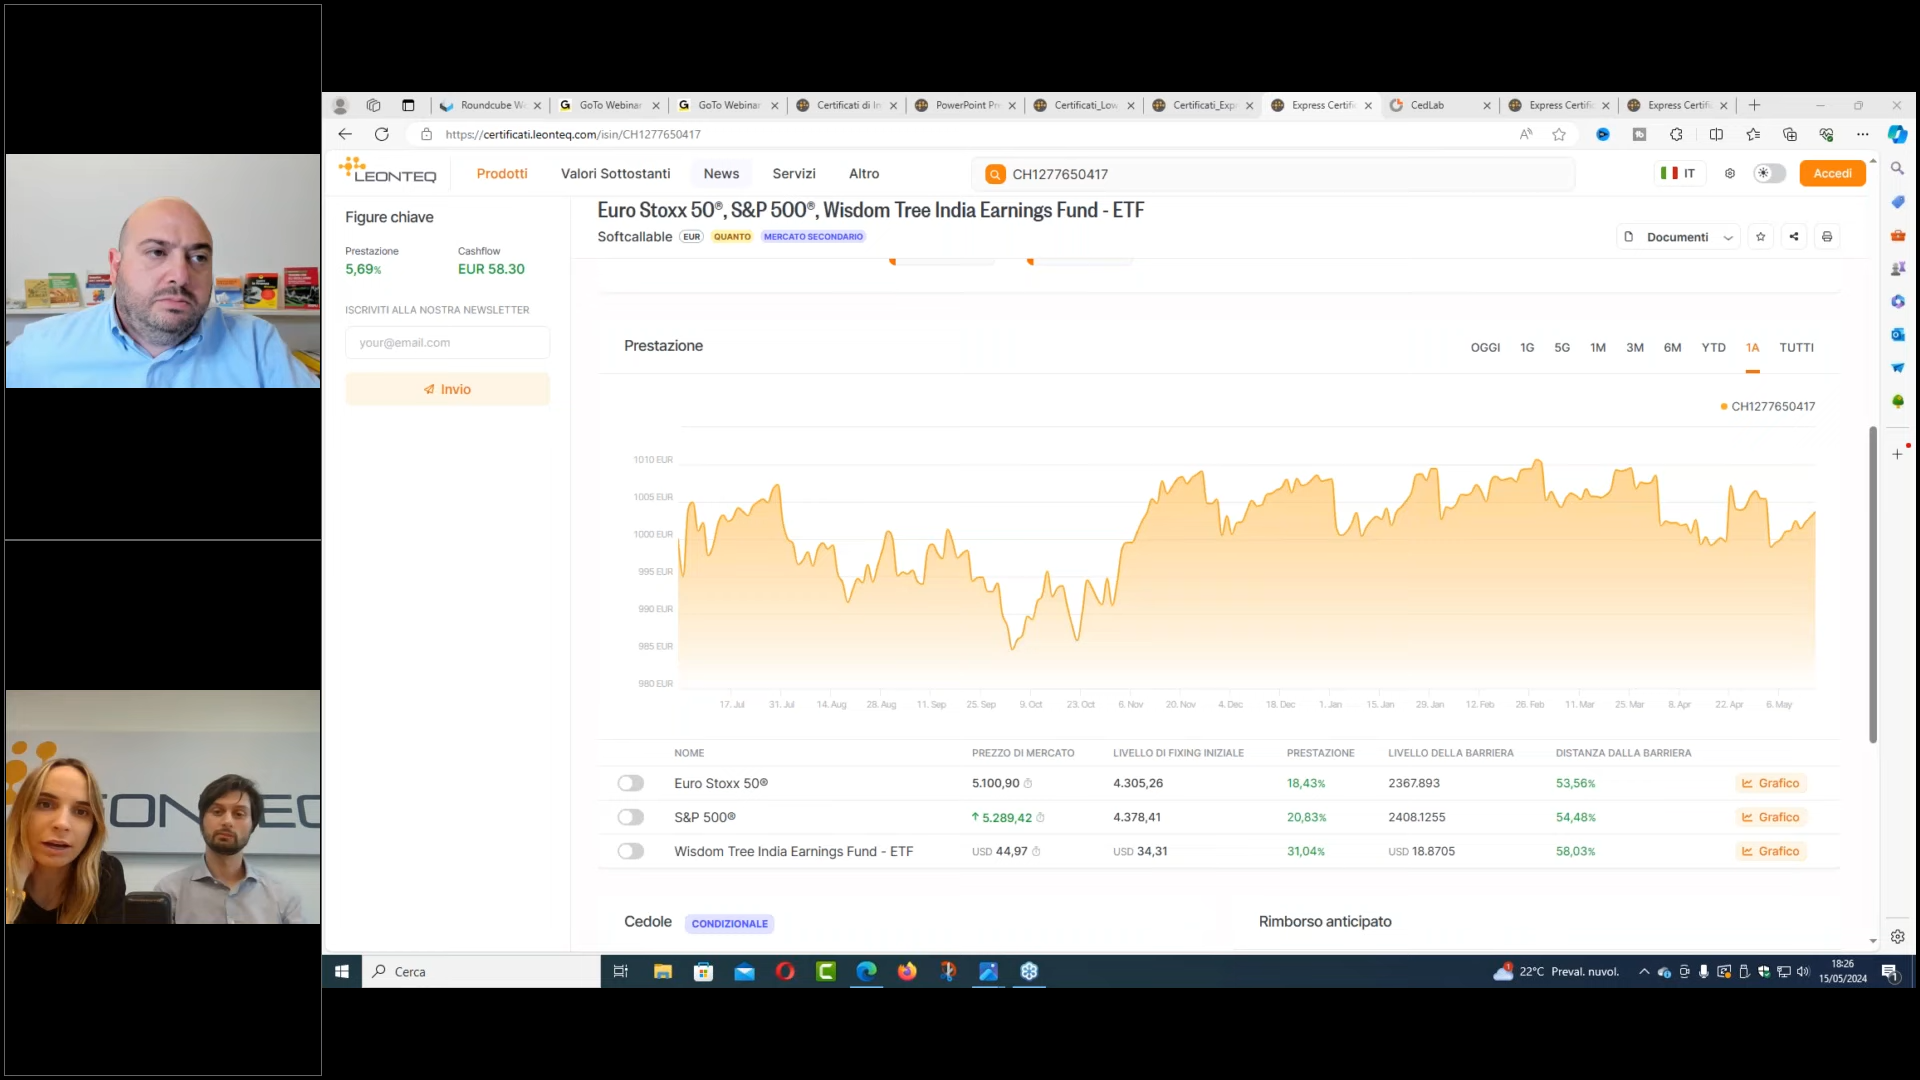 Roundcube W
GoTo Webinar
GoTo Webinar
Certificati di In
PowerPoint Pr
Certificati_Low
Certificati_Exp
Express Certifi
CedLab
Express Certific
Express Certifi
https://certificati.leonteq.com/isin/CH1277650417
LEONTEQ
Prodotti
Valori Sottostanti
News
Servizi
Altro
CH1277650417
IT
Accedi
Figure chiave
Prestazione
Cashflow
5,69%
EUR 58.30
ISCRIVITI ALLA NOSTRA NEWSLETTER
your@email.com
Invio
Euro Stoxx 50®, S&P 500®, Wisdom Tree India Earnings Fund - ETF
Softcallable EUR QUANTO MERCATO SECONDARIO
Documenti
Prestazione
OGGI 1G 5G 1M 3M 6M YTD 1A TUTTI
CH1277650417
1010 EUR
1005 EUR
1000 EUR
995 EUR
990 EUR
985 EUR
980 EUR
17. Jul 31. Jul 14. Aug 28. Aug 11. Sep 25. Sep 9. Oct 23. Oct 6. Nov 20. Nov 4. Dec 18. Dec 1. Jan 15. Jan 29. Jan 12. Feb 26. Feb 11. Mar 25. Mar 8. Apr 22. Apr 6. May
NOME PREZZO DI MERCATO LIVELLO DI FIXING INIZIALE PRESTAZIONE LIVELLO DELLA BARRIERA DISTANZA DALLA BARRIERA
Euro Stoxx 50® 5.100,90 4.305,26 18,43% 2367.893 53,56% Grafico
S&P 500® 5.289,42 4.378,41 20,83% 2408.1255 54,48% Grafico
Wisdom Tree India Earnings Fund - ETF USD 44,97 USD 34,31 31,04% USD 18.8705 58,03% Grafico
Cedole CONDIZIONALE
Rimborso anticipato
Cerca
22°C Preval. nuvol.
18:26
15/05/2024